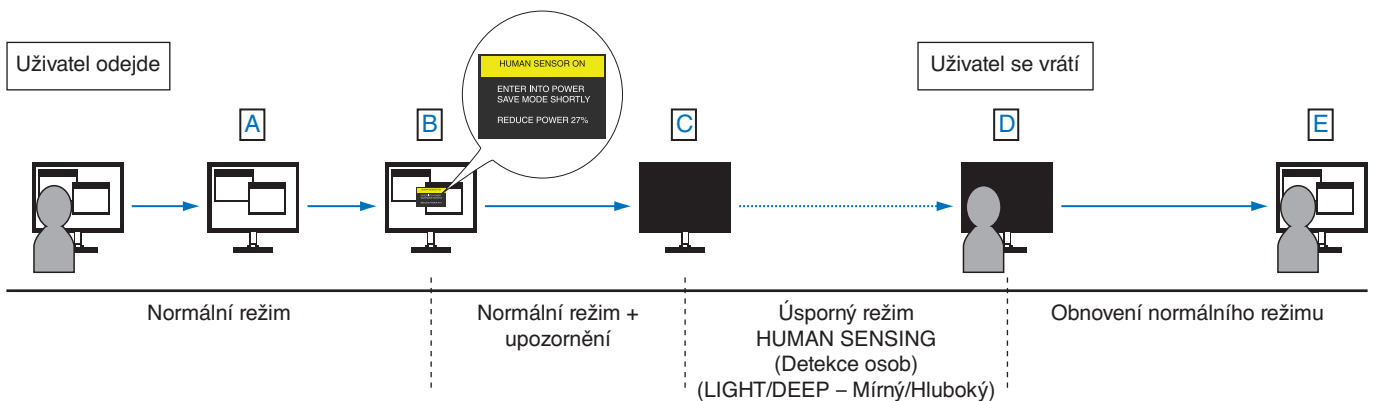 Uživatel odejde
HUMAN SENSOR ON
ENTER INTO POWER
SAVE MODE SHORTLY
REDUCE POWER 27%
Uživatel se vrátí
A
B
C
D
E
Normální režim
Normální režim +
upozornění
Úsporný režim
HUMAN SENSING
(Detekce osob)
(LIGHT/DEEP – Mírný/Hluboký)
Obnovení normálního režimu